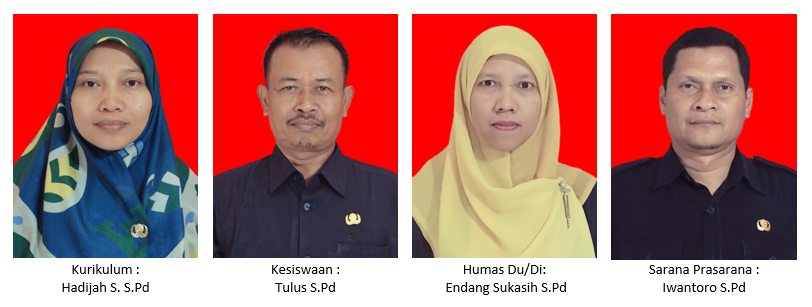 Kurikulum :
Hadijah S. S.Pd
Kesiswaan :
Tulus S.Pd
Humas Du/Di:
Endang Sukasih S.Pd
Sarana Prasarana :
Iwantoro S.Pd